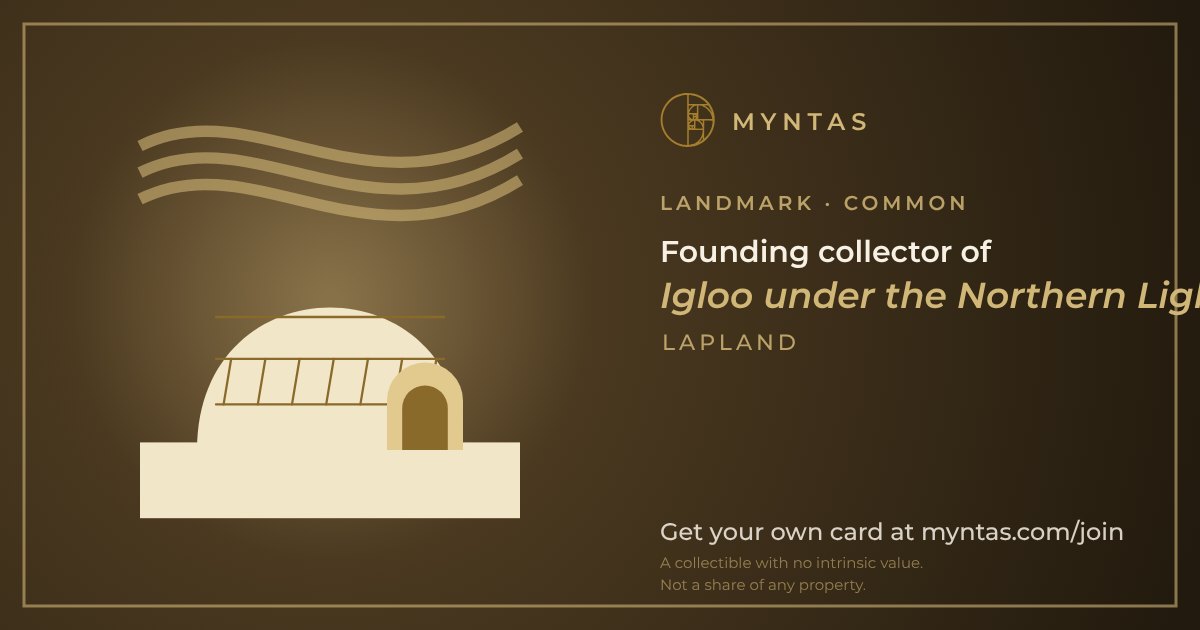 MYNTAS
LANDMARK · COMMON
Founding collector of
Igloo under the Northern
LAPLAND
Get your own card at myntas.com/join
A collectible with no intrinsic value.
Not a share of any property.